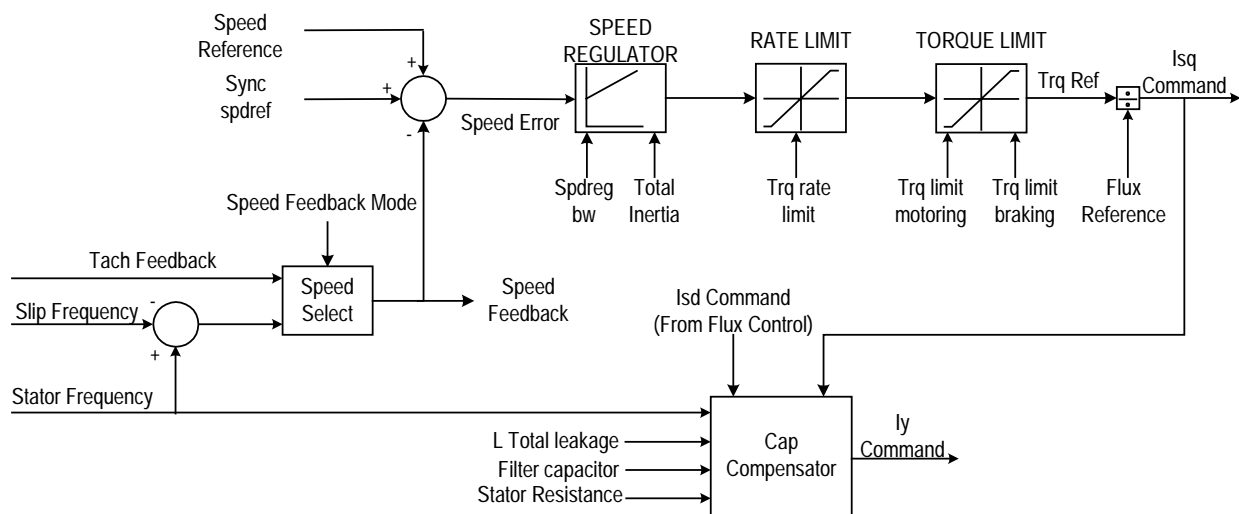 Speed
Reference
Sync
spdref
+
+
-
Speed Error
SPEED
REGULATOR
Spdreg
bw
Total
Inertia
RATE LIMIT
Trq rate
limit
TORQUE LIMIT
Trq limit
motoring
Trq limit
braking
Trq Ref
÷
Flux
Reference
Isq
Command
Speed Feedback Mode
Tach Feedback
Slip Frequency
-
+
Speed
Select
Speed
Feedback
Stator Frequency
Isd Command
(From Flux Control)
L Total leakage
Filter capacitor
Stator Resistance
Cap
Compensator
Iy
Command